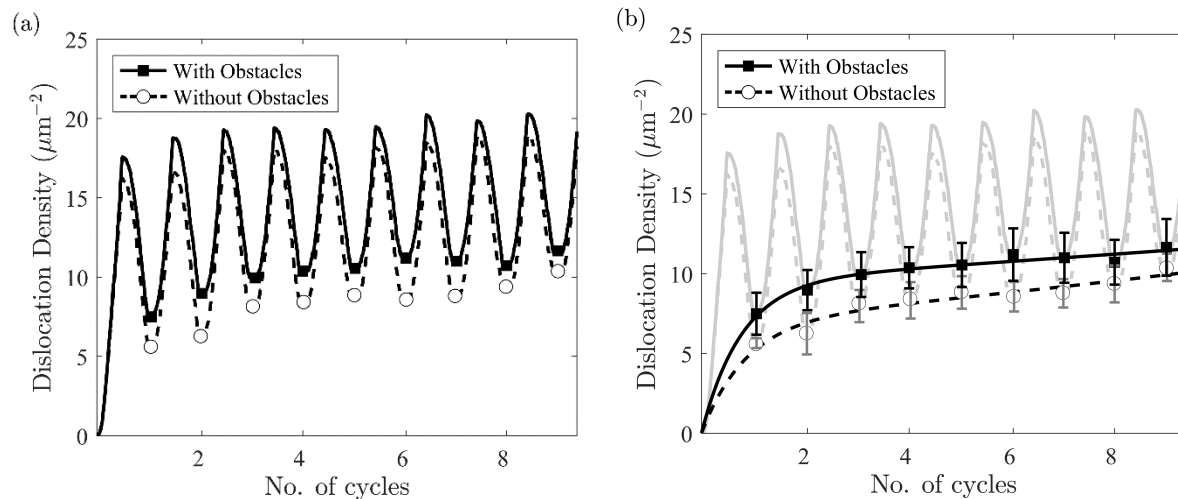 (a)
25
20
15
10
5
0
2
4
6
8
Dislocation Density (μm⁻²)
No. of cycles
With Obstacles
Without Obstacles
(b)
25
20
15
10
5
0
2
4
6
8
Dislocation Density (μm⁻²)
No. of cycles
With Obstacles
Without Obstacles